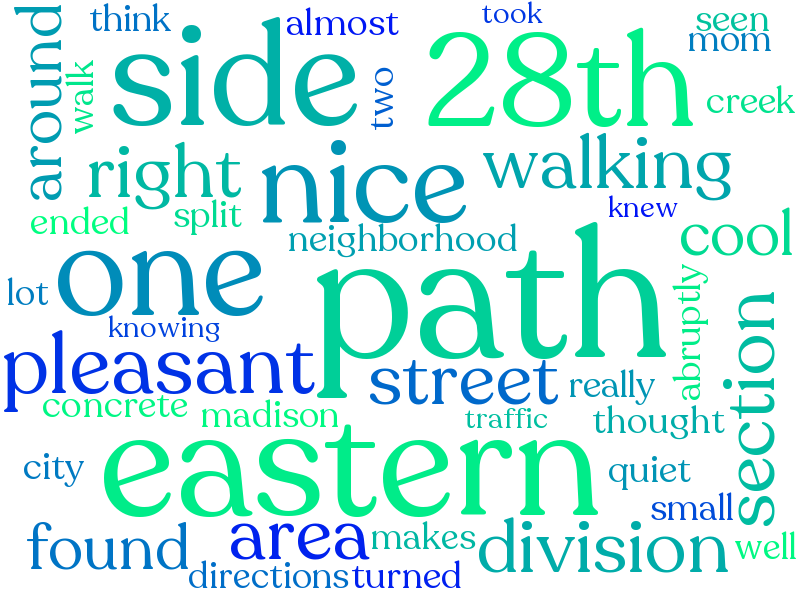 think
almost
took
seen
mom
around
walk
side
two
28th
creek
right
nice
walking
ended
split
knew
neighborhood
cool
lot
one
path
knowing
abruptly
section
pleasant
street
really
concrete
madison
traffic
thought
city
eastern
quiet
small
found
area
makes
division
well
directions
turned